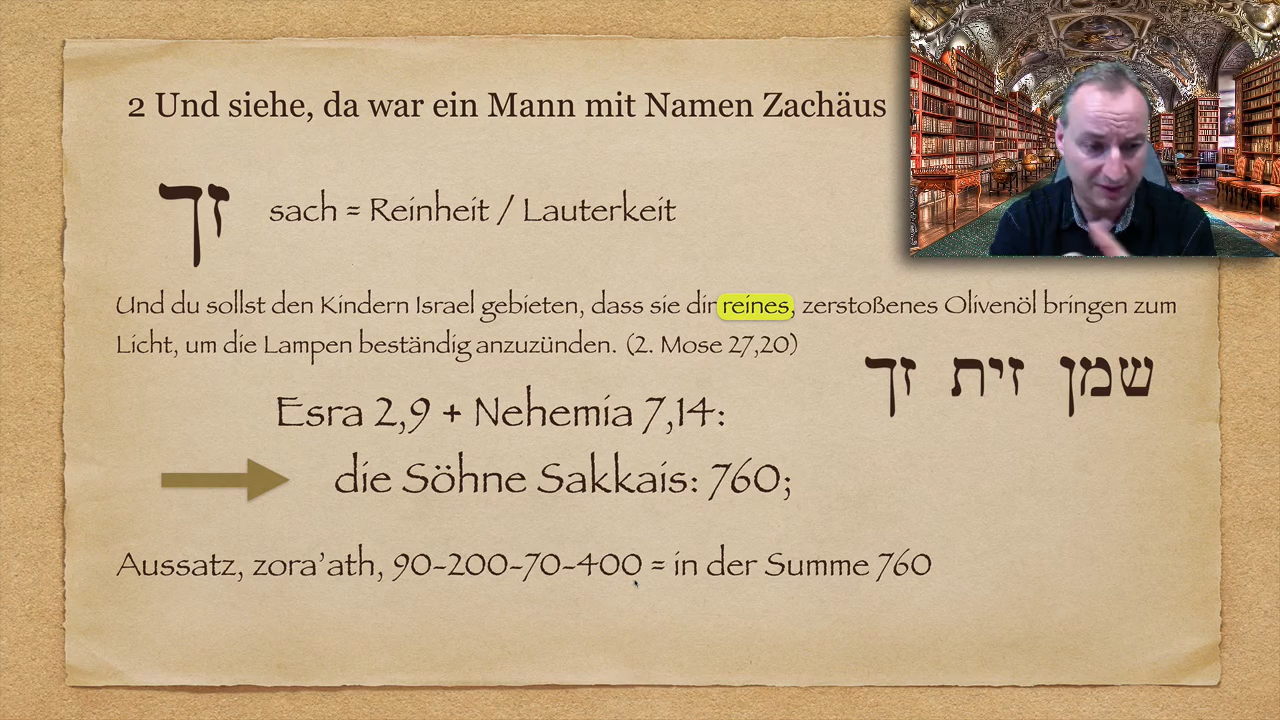 2 Und siehe, da war ein Mann mit Namen Zachäus
זך
sach = Reinheit / Lauterkeit
Und du sollst den Kindern Israel gebieten, dass sie dir reines, zerstoßenes Olivenöl bringen zum
Licht, um die Lampen beständig anzuzünden. (2. Mose 27,20)
שמן זית זך
Esra 2,9 + Nehemia 7,14:
die Söhne Sakkais: 760;
Aussatz, zora’ath, 90-200-70-400 = in der Summe 760